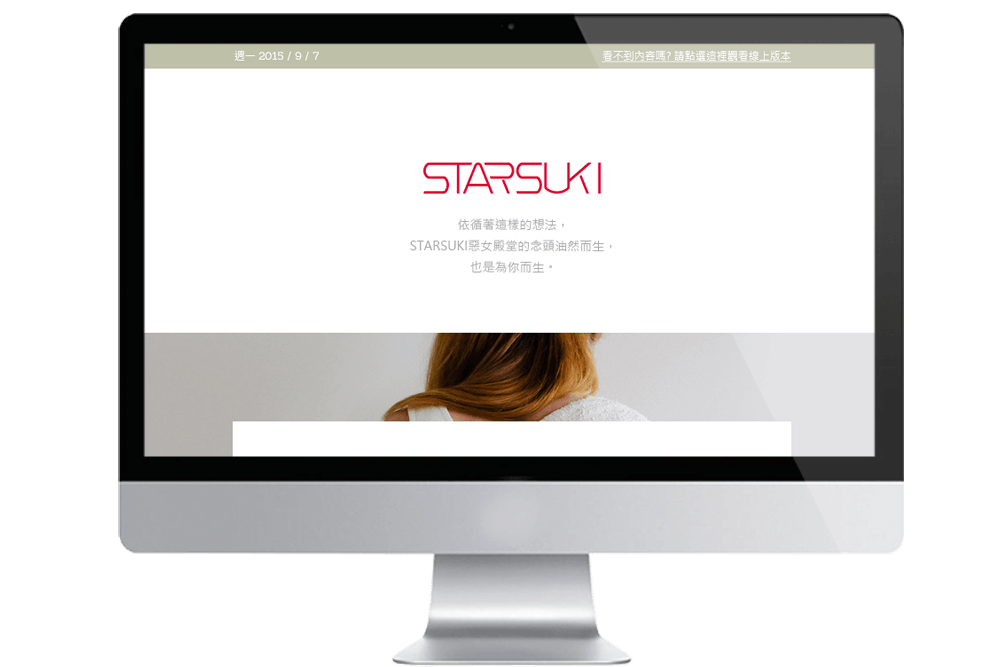 週一 2015 / 9 / 7
看不到內容嗎? 請點選這裡觀看線上版本
STARSUKI
依循著這樣的想法，
STARSUKI惡女殿堂的念頭油然而生，
也是為你而生。